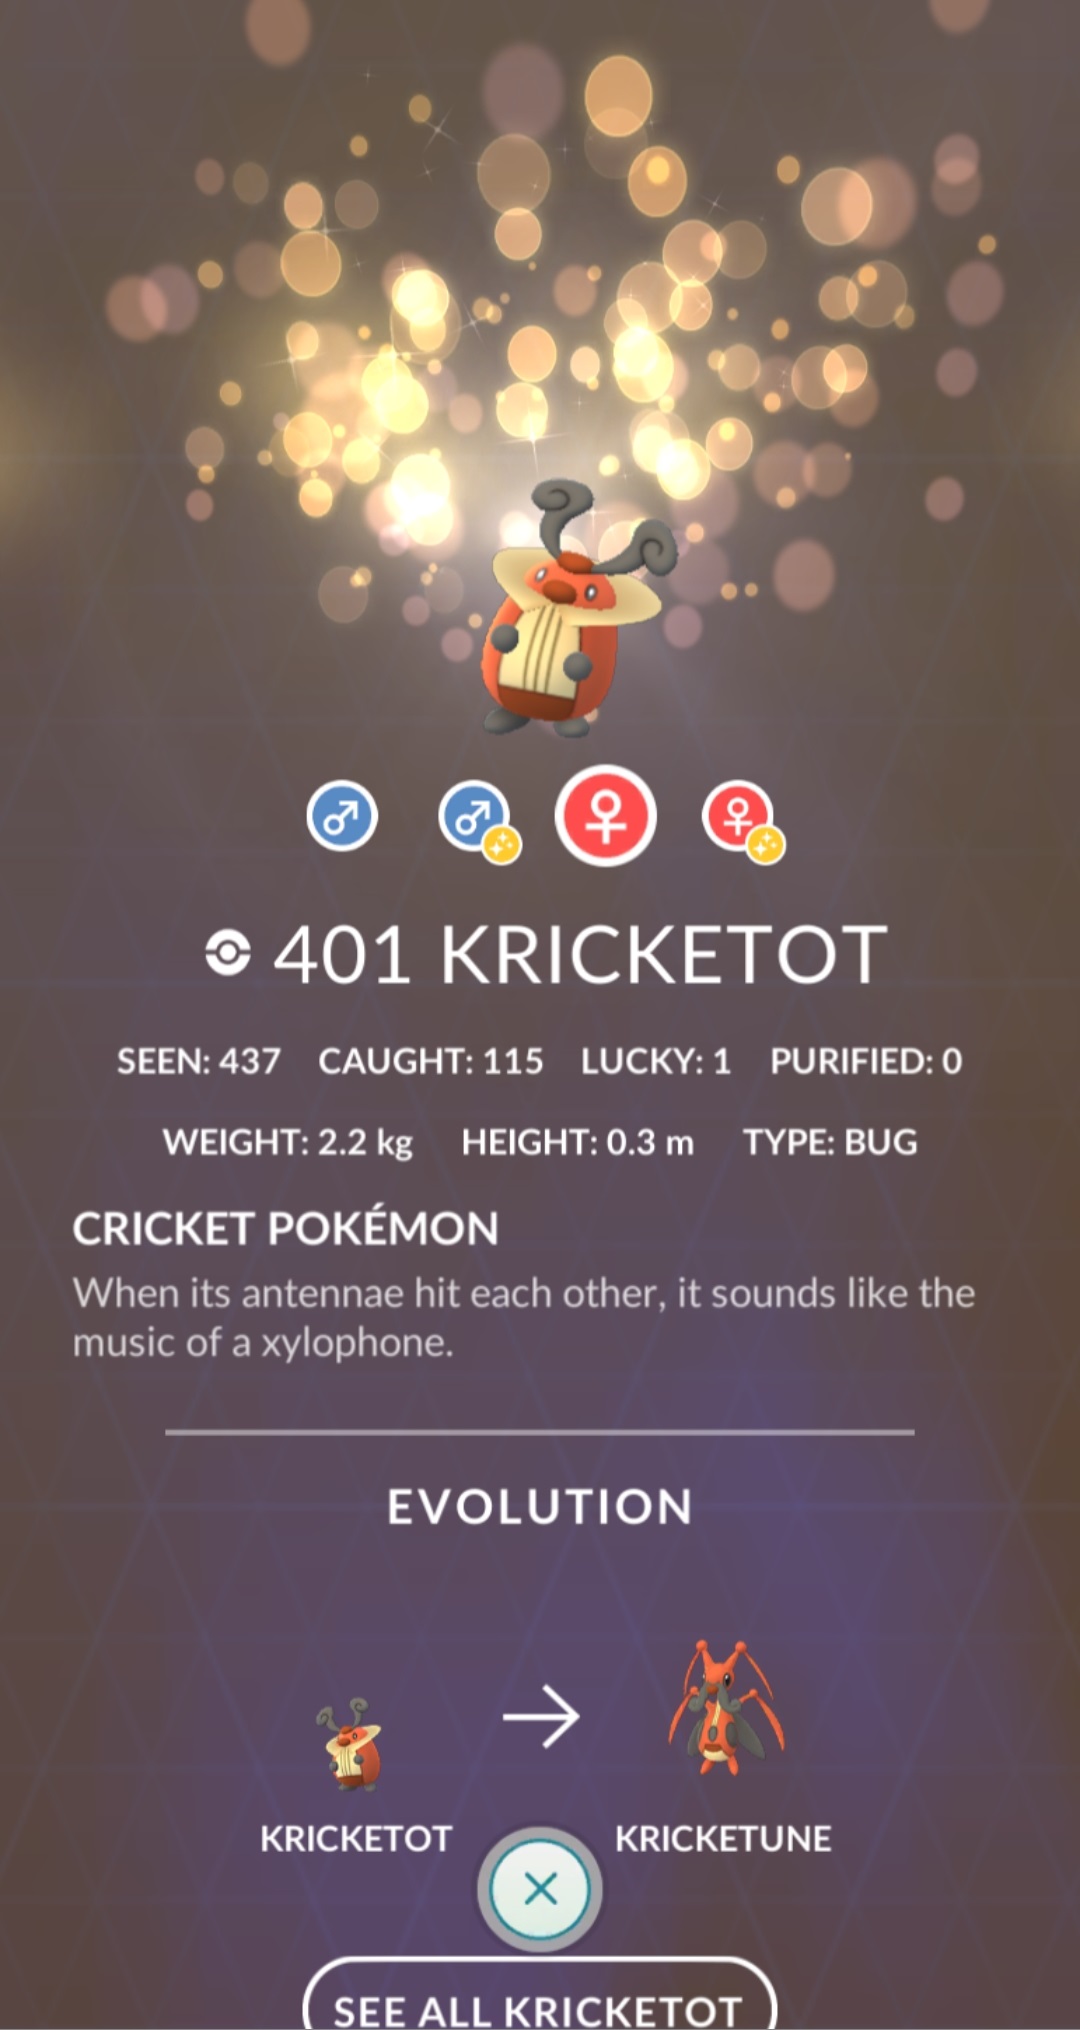 401 KRICKETOT
SEEN: 437 CAUGHT: 115 LUCKY: 1 PURIFIED: 0
WEIGHT: 2.2 kg HEIGHT: 0.3 m TYPE: BUG
CRICKET POKÉMON
When its antennae hit each other, it sounds like the
music of a xylophone.
EVOLUTION
KRICKETOT KRICKETUNE
SEE ALL KRICKETOT